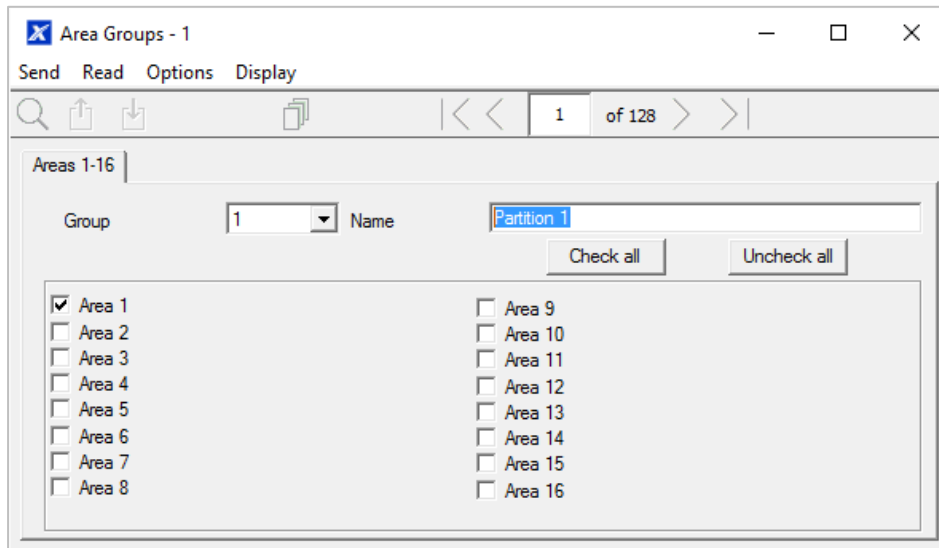 Area Groups - 1
Send Read Options Display
1 of 128
Areas 1-16
Group 1 Name Partition 1
Check all Uncheck all
Area 1 Area 9
Area 2 Area 10
Area 3 Area 11
Area 4 Area 12
Area 5 Area 13
Area 6 Area 14
Area 7 Area 15
Area 8 Area 16